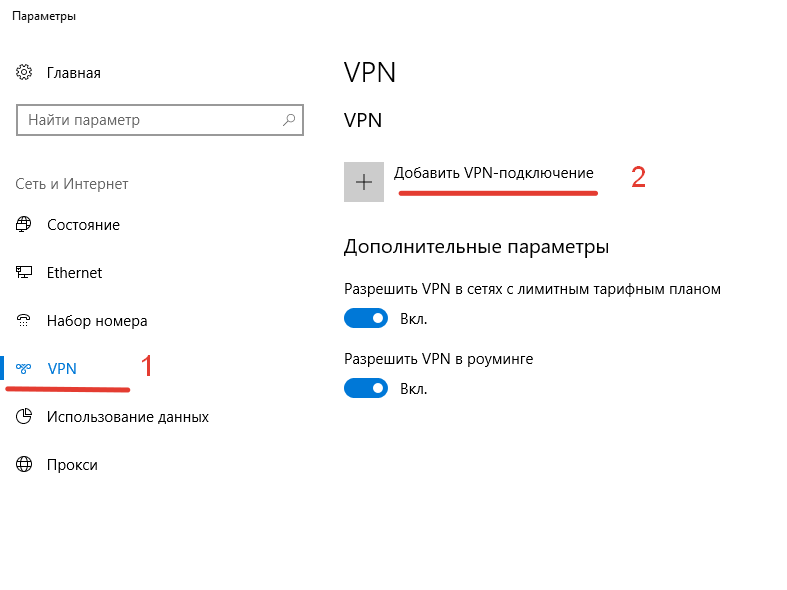 Параметры
Главная
Найти параметр
Сеть и Интернет
Состояние
Ethernet
Набор номера
VPN
1
Использование данных
Прокси
VPN
VPN
Добавить VPN-подключение
2
Дополнительные параметры
Разрешить VPN в сетях с лимитным тарифным планом
Вкл.
Разрешить VPN в роуминге
Вкл.